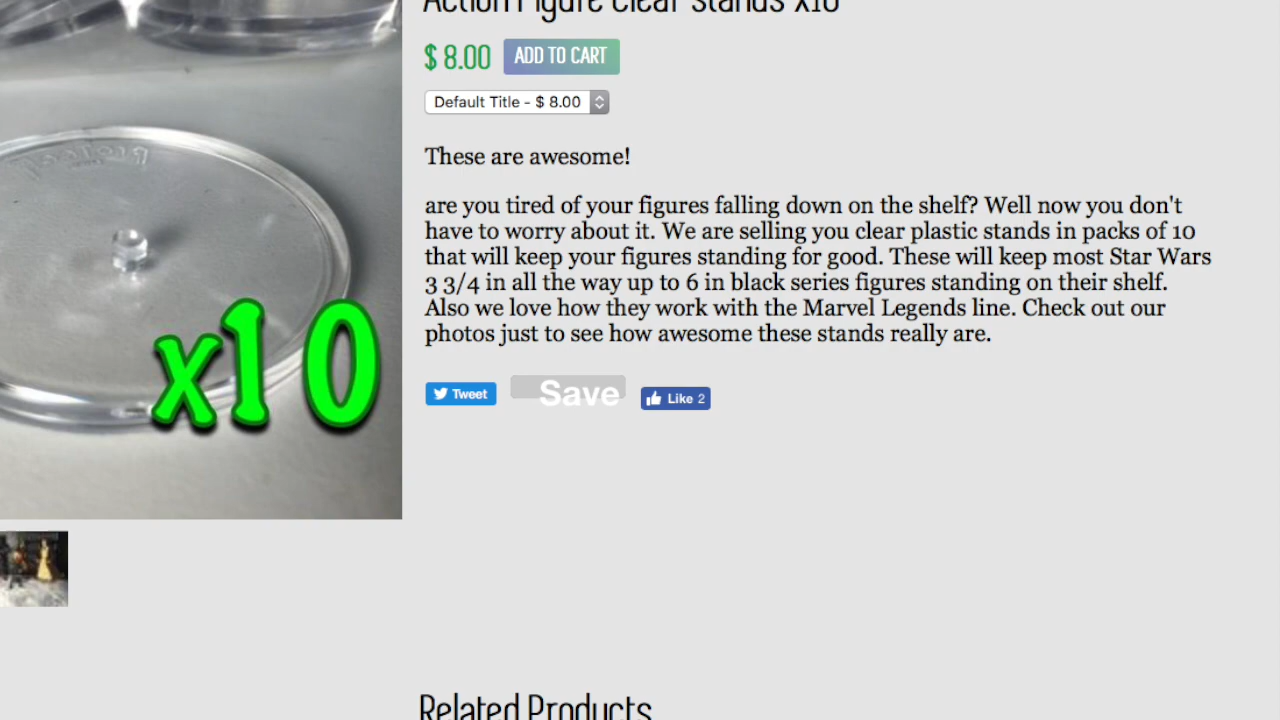 Action Figure Clear stands x10
$ 8.00 ADD TO CART
Default Title - $ 8.00
These are awesome!
are you tired of your figures falling down on the shelf? Well now you don't
have to worry about it. We are selling you clear plastic stands in packs of 10
that will keep your figures standing for good. These will keep most Star Wars
3 3/4 in all the way up to 6 in black series figures standing on their shelf.
Also we love how they work with the Marvel Legends line. Check out our
photos just to see how awesome these stands really are.
x10
Tweet Save Like 2
Related Products